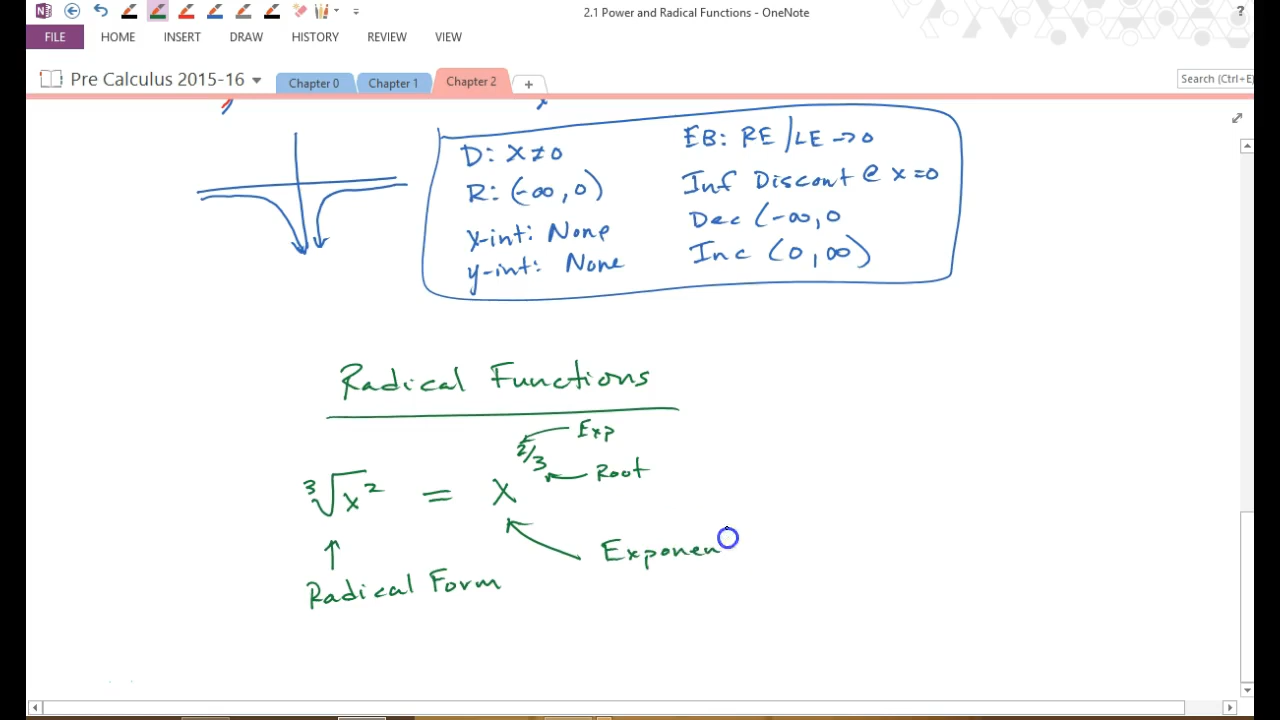 2.1 Power and Radical Functions - OneNote
?
FILE HOME INSERT DRAW HISTORY REVIEW VIEW
Pre Calculus 2015-16 Chapter 0 Chapter 1 Chapter 2 +
Search (Ctrl+E)
D: X≠0
R: (-∞, 0)
x-int: None
y-int: None
EB: RE/LE → 0
Inf Discont @ x=0
Dec (-∞, 0
Inc (0, ∞)
Radical Functions
∛x² = x^2/3
Exp
Root
Radical Form
Exponen